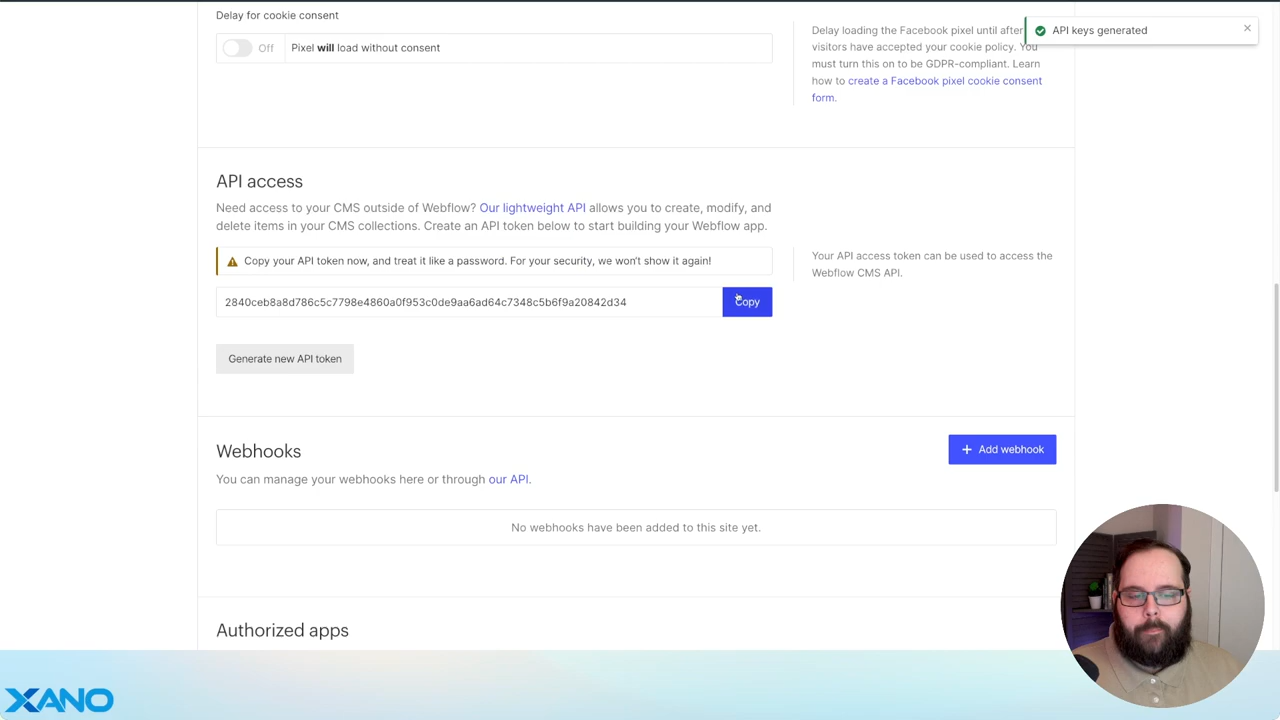 Delay for cookie consent
Off
Pixel will load without consent
Delay loading the Facebook pixel until after
visitors have accepted your cookie policy. You
must turn this on to be GDPR-compliant. Learn
how to create a Facebook pixel cookie consent
form.
API keys generated
API access
Need access to your CMS outside of Webflow? Our lightweight API allows you to create, modify, and
delete items in your CMS collections. Create an API token below to start building your Webflow app.
Copy your API token now, and treat it like a password. For your security, we won't show it again!
2840ceb8a8d786c5c7798e4860a0f953c0de9aa6ad64c7348c5b6f9a20842d34
Copy
Your API access token can be used to access the
Webflow CMS API.
Generate new API token
Webhooks
+ Add webhook
You can manage your webhooks here or through our API.
No webhooks have been added to this site yet.
Authorized apps
XANO